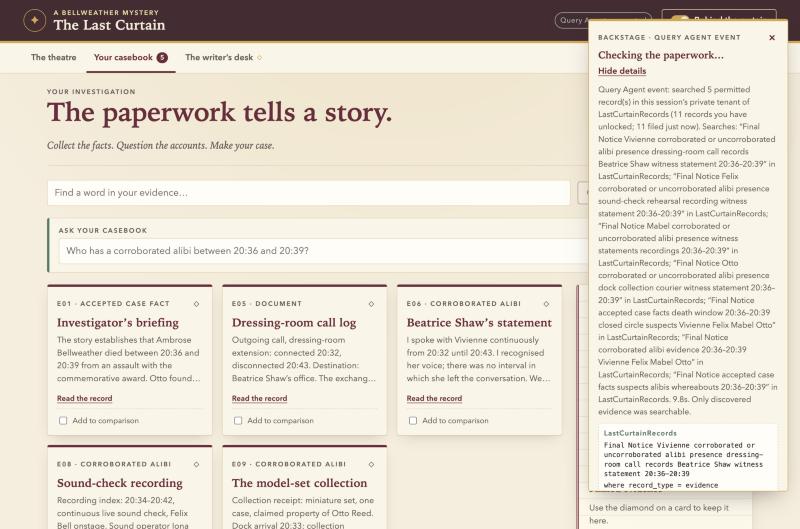 A BELLWEATHER MYSTERY
The Last Curtain
Query A
The theatre
Your casebook 5
The writer's desk
YOUR INVESTIGATION
The paperwork tells a story.
Collect the facts. Question the accounts. Make your case.
Find a word in your evidence…
ASK YOUR CASEBOOK
Who has a corroborated alibi between 20:36 and 20:39?
E01 · ACCEPTED CASE FACT
Investigator's briefing
The story establishes that Ambrose
Bellweather died between 20:36 and
20:39 from an assault with the
commemorative award. Otto found…
Read the record
Add to comparison
E05 · DOCUMENT
Dressing-room call log
Outgoing call, dressing-room
extension: connected 20:32,
disconnected 20:43. Destination:
Beatrice Shaw's office. The exchang…
Read the record
Add to comparison
E06 · CORROBORATED ALIBI
Beatrice Shaw's statement
I spoke with Vivienne continuously
from 20:32 until 20:43. I recognised
her voice; there was no interval in
which she left the conversation. We…
Read the record
Add to comparison
E08 · CORROBORATED ALIBI
Sound-check recording
Recording index: 20:34–20:42,
continuous live sound check, Felix
Bell onstage. Sound operator Iona
E09 · CORROBORATED ALIBI
The model-set collection
Collection receipt: miniature set, one
case, claimed property of Otto Reed.
Dock arrival 20:33; collection
BACKSTAGE · QUERY AGENT EVENT
Checking the paperwork…
Hide details
Query Agent event: searched 5 permitted
record(s) in this session's private tenant of
LastCurtainRecords (11 records you have
unlocked; 11 filed just now). Searches: "Final
Notice Vivienne corroborated or uncorroborated
alibi presence dressing-room call records
Beatrice Shaw witness statement 20:36–20:39" in
LastCurtainRecords; "Final Notice Felix
corroborated or uncorroborated alibi presence
sound-check rehearsal recording witness
statement 20:36–20:39" in LastCurtainRecords;
"Final Notice Mabel corroborated or
uncorroborated alibi presence witness
statements recordings 20:36–20:39" in
LastCurtainRecords; "Final Notice Otto
corroborated or uncorroborated alibi presence
dock collection courier witness statement 20:36–
20:39" in LastCurtainRecords; "Final Notice
accepted case facts death window 20:36–20:39
closed circle suspects Vivienne Felix Mabel Otto"
in LastCurtainRecords; "Final Notice
corroborated alibi evidence 20:36–20:39
Vivienne Felix Mabel Otto" in
LastCurtainRecords; "Final Notice accepted case
facts suspects alibis whereabouts 20:36–20:39" in
LastCurtainRecords. 9.8s. Only discovered
evidence was searchable.
LastCurtainRecords
Final Notice Vivienne corroborated or
uncorroborated alibi presence dressing-
room call records Beatrice Shaw witness
statement 20:36–20:39
where record_type = evidence
Use the diamond on a card to keep it
here.